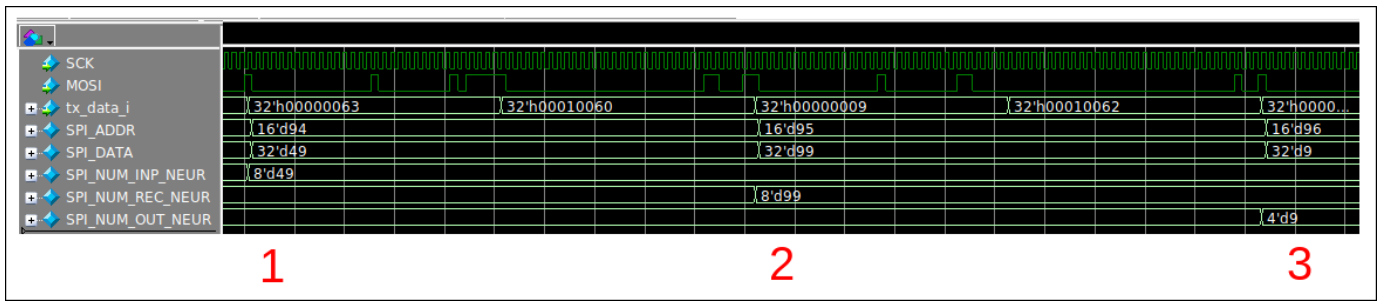 SCK
MOSI
tx_data_i 32'h00000063 32'h00010060 32'h00000009 32'h00010062 32'h0000...
SPI_ADDR 16'd94 16'd95 16'd96
SPI_DATA 32'd49 32'd99 32'd9
SPI_NUM_INP_NEUR 8'd49
SPI_NUM_REC_NEUR 8'd99
SPI_NUM_OUT_NEUR 4'd9
1 2 3